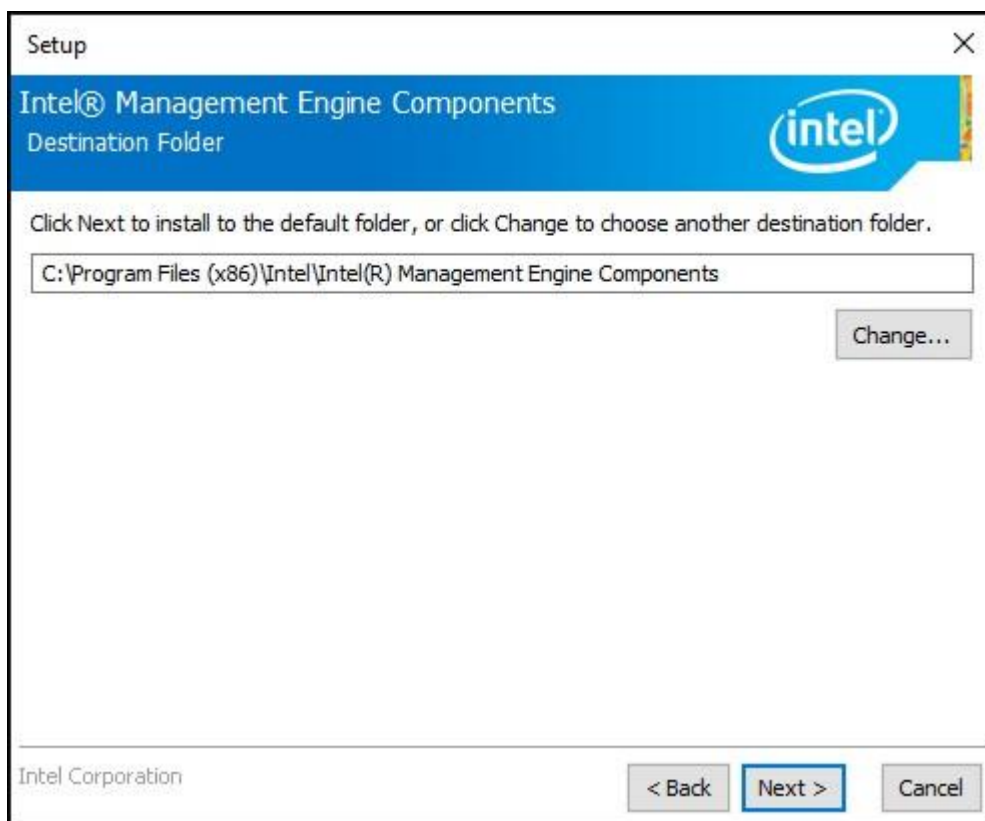 Setup
Intel® Management Engine Components
Destination Folder
intel
Click Next to install to the default folder, or click Change to choose another destination folder.
C:\Program Files (x86)\Intel\Intel(R) Management Engine Components
Change...
Intel Corporation
< Back
Next >
Cancel